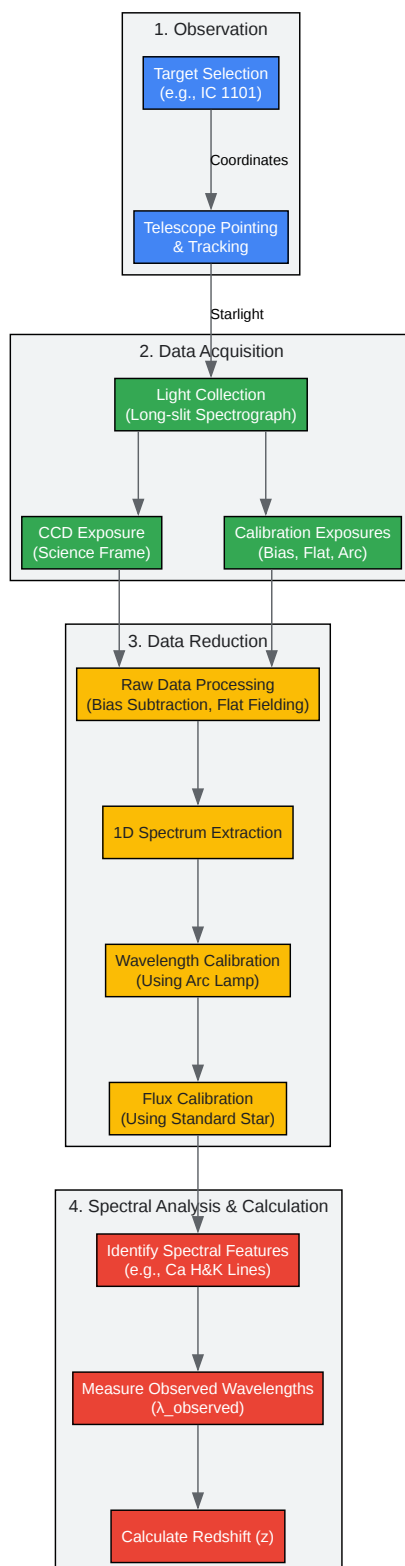 1. Observation
Target Selection
(e.g., IC 1101)
Coordinates
Telescope Pointing
& Tracking
Starlight
2. Data Acquisition
Light Collection
(Long-slit Spectrograph)
CCD Exposure
(Science Frame)
Calibration Exposures
(Bias, Flat, Arc)
3. Data Reduction
Raw Data Processing
(Bias Subtraction, Flat Fielding)
1D Spectrum Extraction
Wavelength Calibration
(Using Arc Lamp)
Flux Calibration
(Using Standard Star)
4. Spectral Analysis & Calculation
Identify Spectral Features
(e.g., Ca H&K Lines)
Measure Observed Wavelengths
(λ_observed)
Calculate Redshift (z)